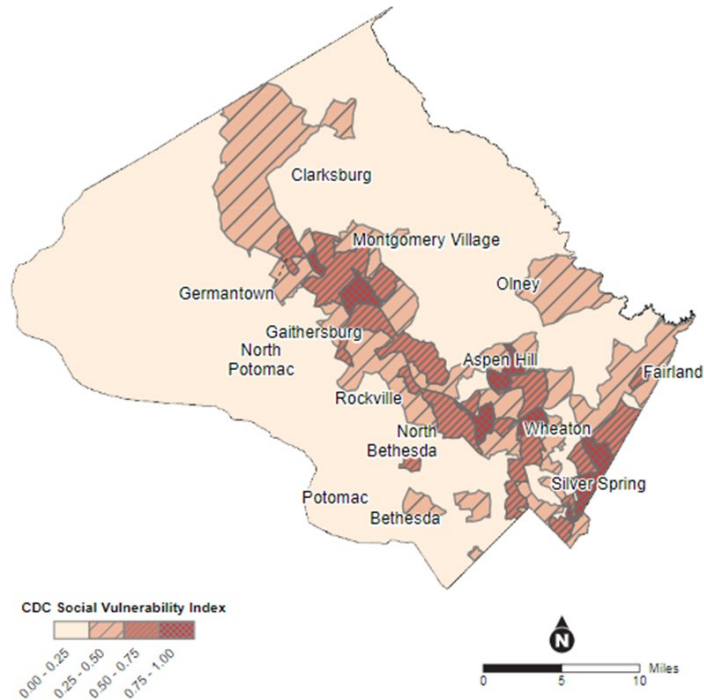 Clarksburg
Montgomery Village
Germantown
Olney
Gaithersburg
North
Potomac
Aspen Hill
Fairland
Rockville
North
Bethesda
Wheaton
Silver Spring
Potomac
Bethesda
CDC Social Vulnerability Index
0.00 - 0.25
0.25 - 0.50
0.50 - 0.75
0.75 - 1.00
N
0 5 10 Miles